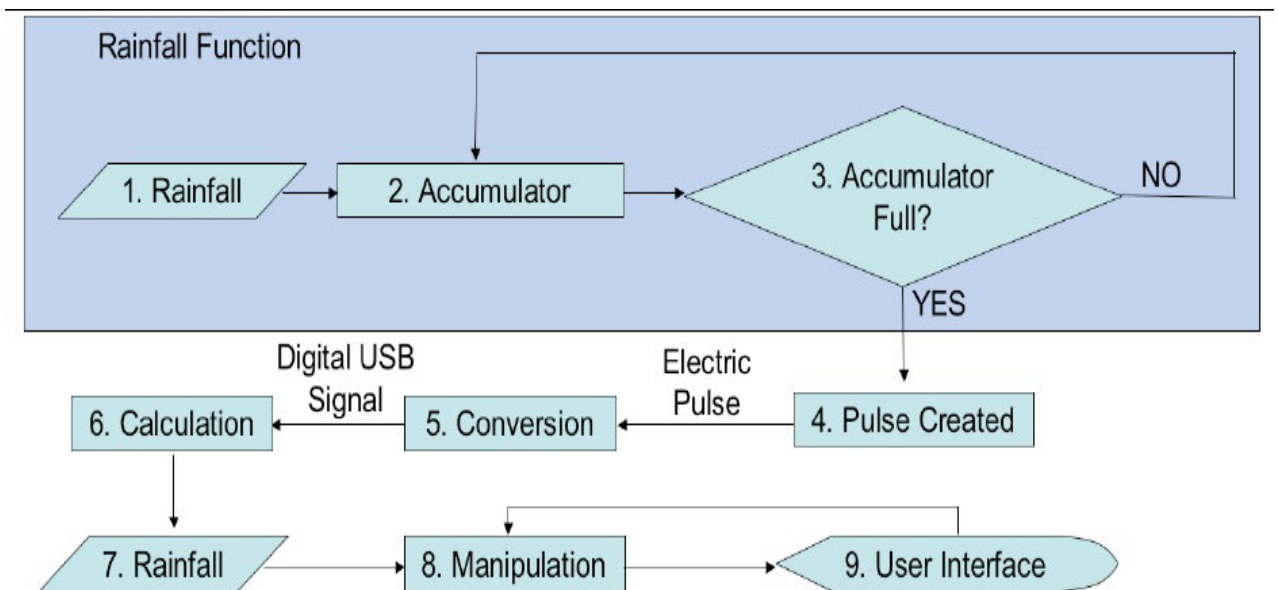 Rainfall Function
1. Rainfall
2. Accumulator
3. Accumulator
Full?
NO
YES
Digital USB
Signal
Electric
Pulse
6. Calculation
5. Conversion
4. Pulse Created
7. Rainfall
8. Manipulation
9. User Interface